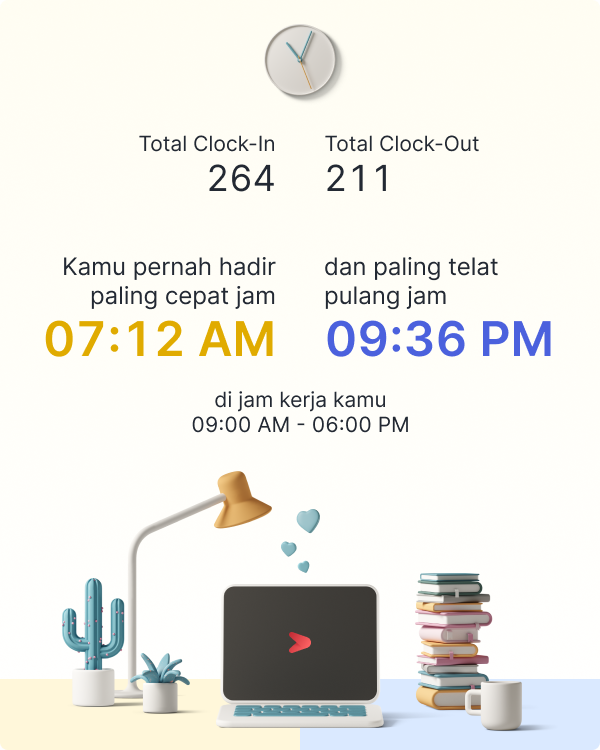 Total Clock-In
264
Total Clock-Out
211
Kamu pernah hadir
paling cepat jam
07:12 AM
dan paling telat
pulang jam
09:36 PM
di jam kerja kamu
09:00 AM - 06:00 PM